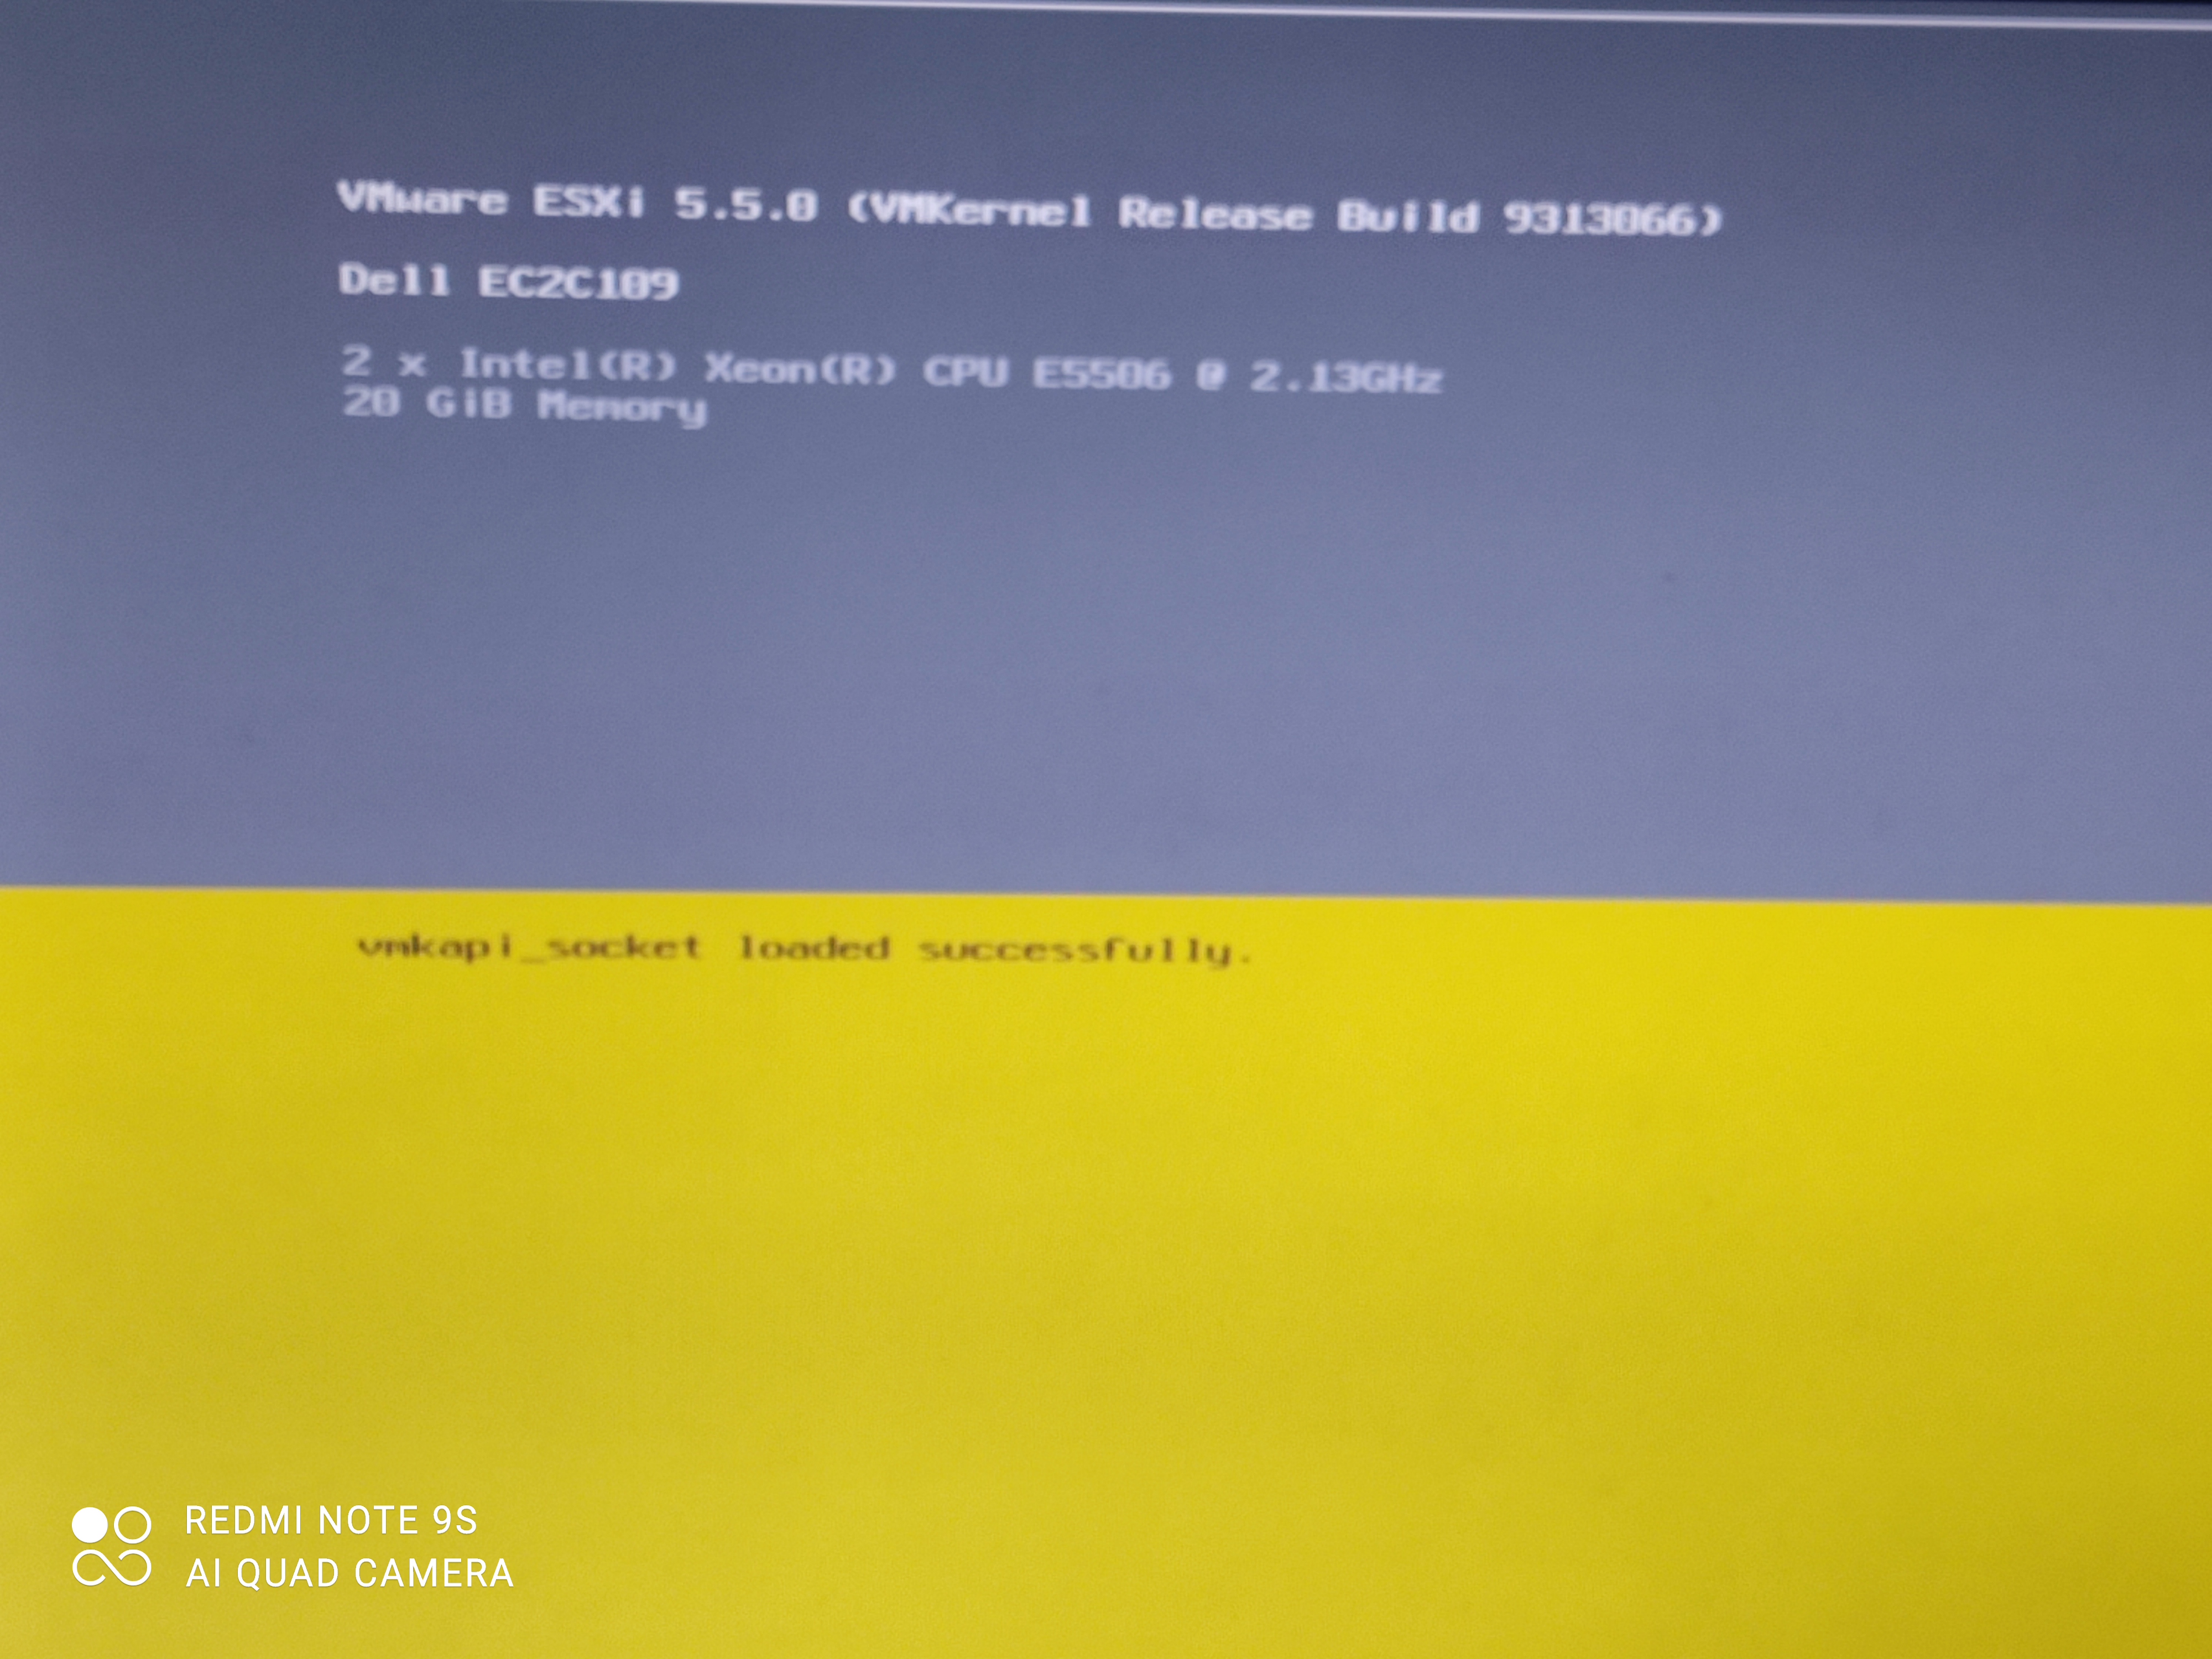 VMware ESXi 5.5.0 (VMKernel Release Build 9313066)
Dell EC2C109
2 x Intel(R) Xeon(R) CPU E5506 @ 2.13GHz
20 GiB Memory
vmkapi_socket loaded successfully.
REDMI NOTE 9S
AI QUAD CAMERA